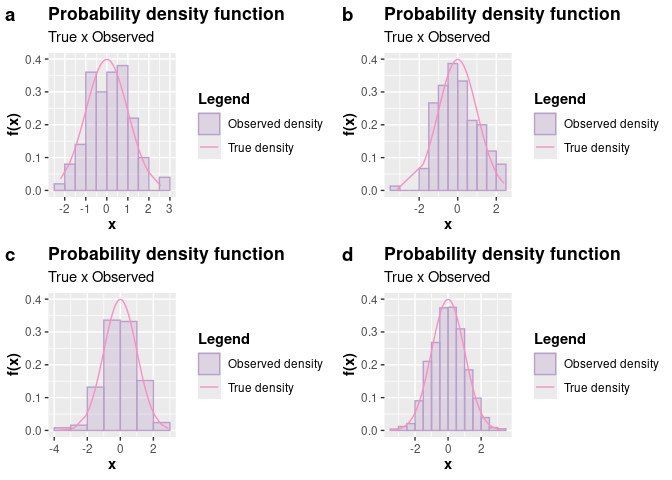 a
Probability density function
True x Observed
0.4
0.3
0.2
0.1
0.0
f(x)
-2 -1 0 1 2 3
x
Legend
Observed density
True density
b
Probability density function
True x Observed
0.4
0.3
0.2
0.1
0.0
f(x)
-2 0 2
x
Legend
Observed density
True density
c
Probability density function
True x Observed
0.4
0.3
0.2
0.1
0.0
f(x)
-4 -2 0 2
x
Legend
Observed density
True density
d
Probability density function
True x Observed
0.4
0.3
0.2
0.1
0.0
f(x)
-2 0 2
x
Legend
Observed density
True density